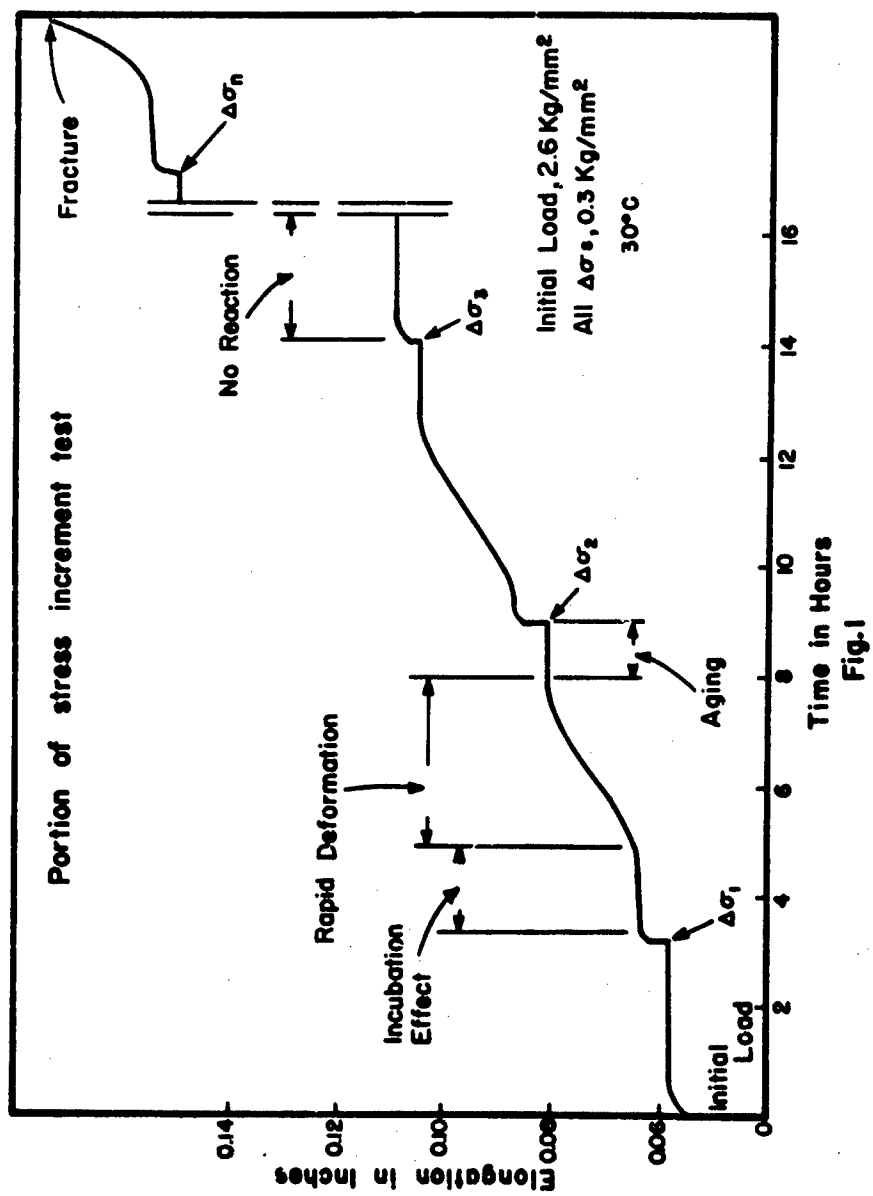 Portion of stress increment test
Fracture
Δσn
No Reaction
Δσ3
Initial Load, 2.6 Kg/mm²
All Δσs, 0.3 Kg/mm²
30°C
Rapid Deformation
Δσ2
Incubation
Effect
Aging
Δσ1
Initial
Load
Elongation in Inches
0.14
0.12
0.10
0.08
0.06
0
2
4
6
8
10
12
14
16
Time in Hours
Fig.1